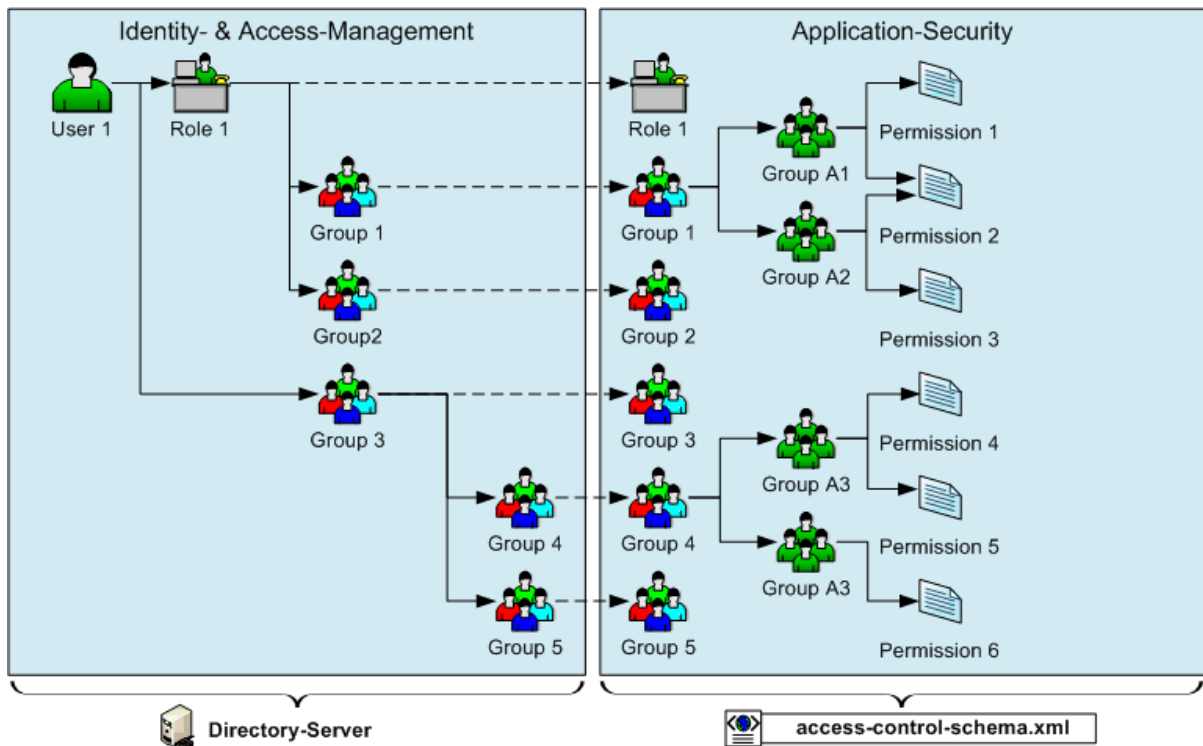 Identity- & Access-Management
Application-Security
User 1
Role 1
Role 1
Permission 1
Group A1
Group 1
Group 1
Permission 2
Group A2
Group2
Group 2
Permission 3
Group 3
Group 3
Permission 4
Group A3
Group 4
Group 4
Permission 5
Group A3
Group 5
Group 5
Permission 6
Directory-Server
access-control-schema.xml